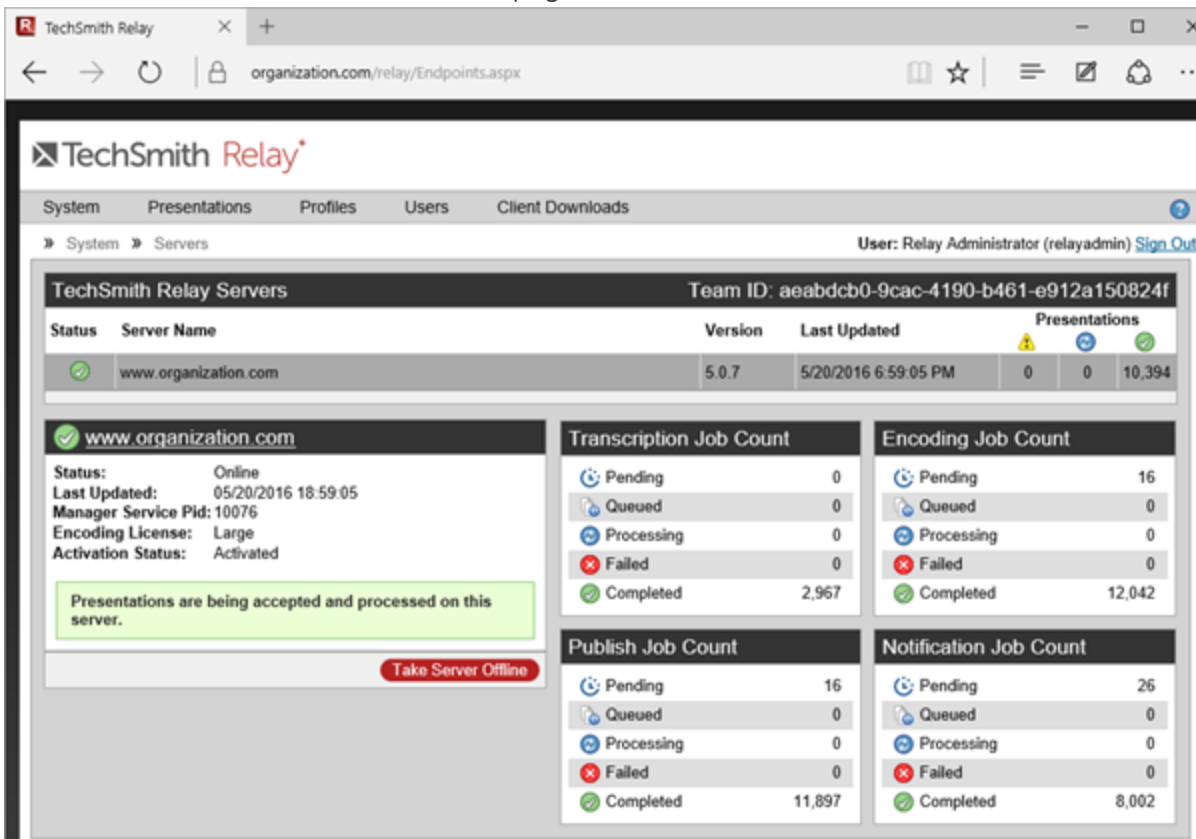 TechSmith Relay
organization.com/relay/Endpoints.aspx
TechSmith Relay
System Presentations Profiles Users Client Downloads
» System » Servers User: Relay Administrator (relayadmin) Sign Out
TechSmith Relay Servers Team ID: aeabdcb0-9cac-4190-b461-e912a150824f
Presentations
Status Server Name Version Last Updated
www.organization.com 5.0.7 5/20/2016 6:59:05 PM 0 0 10,394
www.organization.com
Status: Online
Last Updated: 05/20/2016 18:59:05
Manager Service Pid: 10076
Encoding License: Large
Activation Status: Activated
Presentations are being accepted and processed on this
server.
Take Server Offline
Transcription Job Count
Pending 0
Queued 0
Processing 0
Failed 0
Completed 2,967
Encoding Job Count
Pending 16
Queued 0
Processing 0
Failed 0
Completed 12,042
Publish Job Count
Pending 16
Queued 0
Processing 0
Failed 0
Completed 11,897
Notification Job Count
Pending 26
Queued 0
Processing 0
Failed 0
Completed 8,002